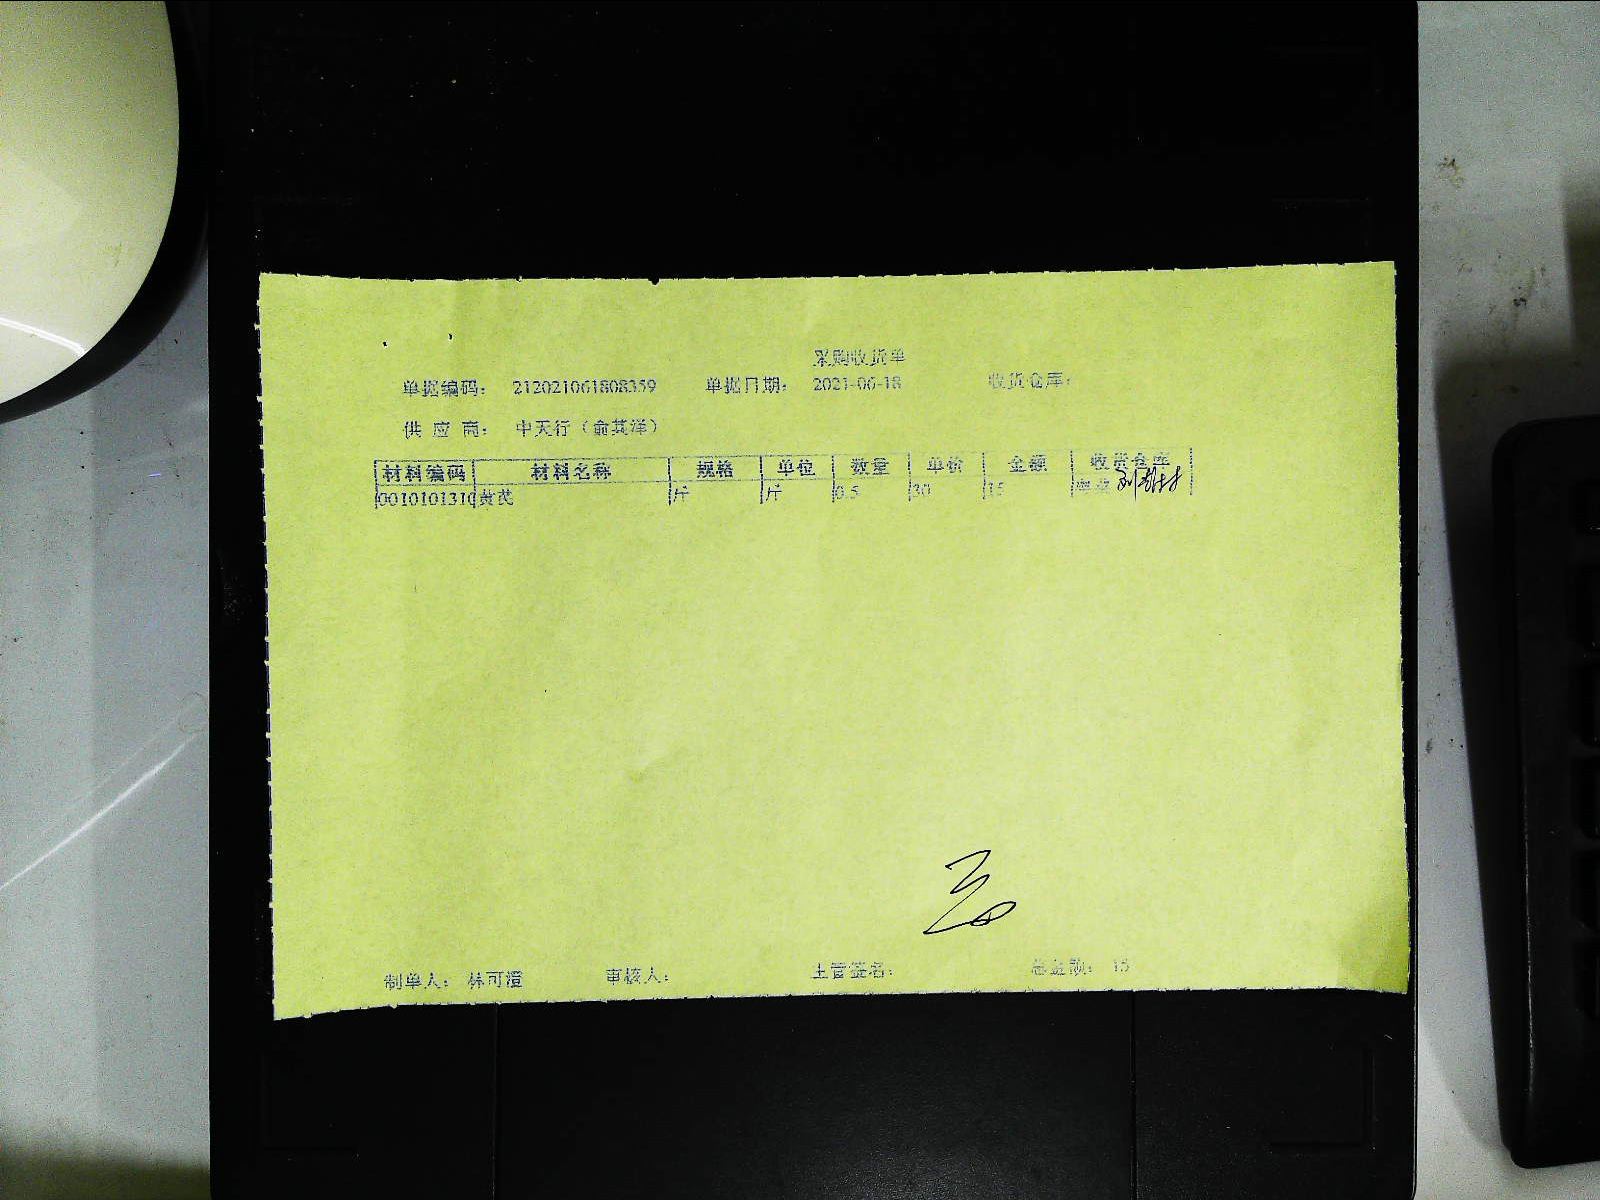 采购收货单
单据编码： 212021061808359 单据日期： 2021-06-18 收货仓库：
供 应 商： 中天行（俞其洋）
材料编码 材料名称 规格 单位 数量 单价 金额 收货仓库
0010101310 黄芪 斤 斤 0.5 30 15
制单人： 林可澄 审核人： 主管签名： 总金额： 15